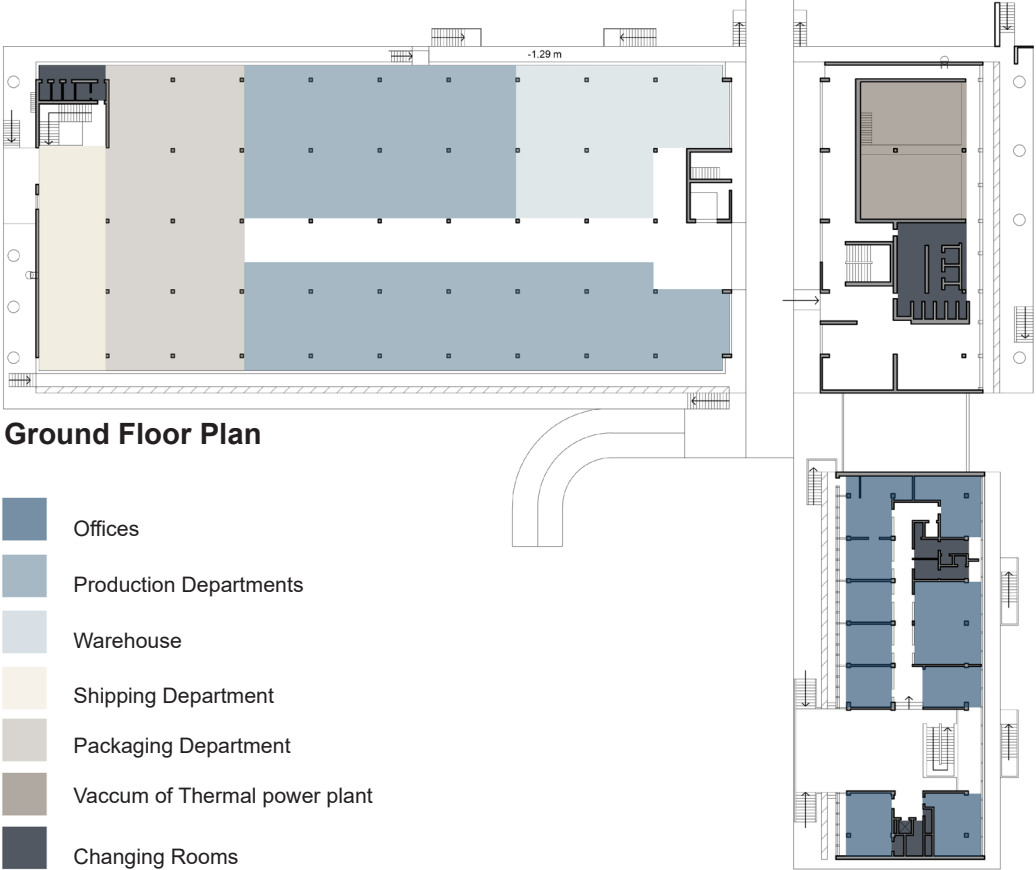 -1.29 m
Ground Floor Plan
Offices
Production Departments
Warehouse
Shipping Department
Packaging Department
Vaccum of Thermal power plant
Changing Rooms